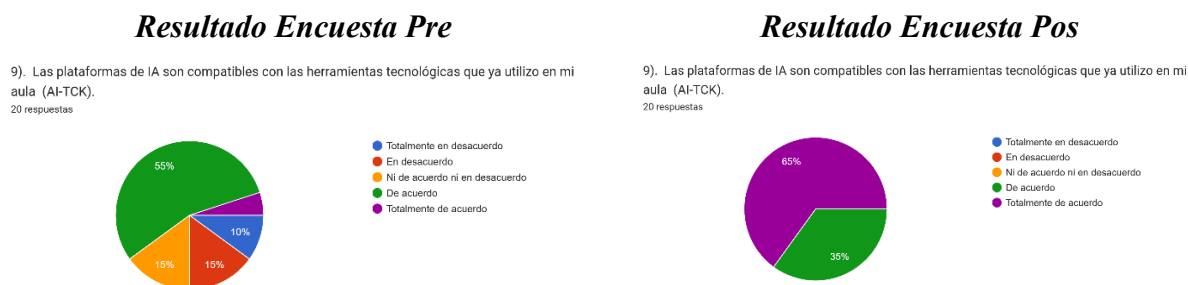 Resultado Encuesta Pre
9). Las plataformas de IA son compatibles con las herramientas tecnológicas que ya utilizo en mi
aula (AI-TCK).
20 respuestas
55%
10%
15%
15%
Totalmente en desacuerdo
En desacuerdo
Ni de acuerdo ni en desacuerdo
De acuerdo
Totalmente de acuerdo
Resultado Encuesta Pos
9). Las plataformas de IA son compatibles con las herramientas tecnológicas que ya utilizo en mi
aula (AI-TCK).
20 respuestas
65%
35%
Totalmente en desacuerdo
En desacuerdo
Ni de acuerdo ni en desacuerdo
De acuerdo
Totalmente de acuerdo